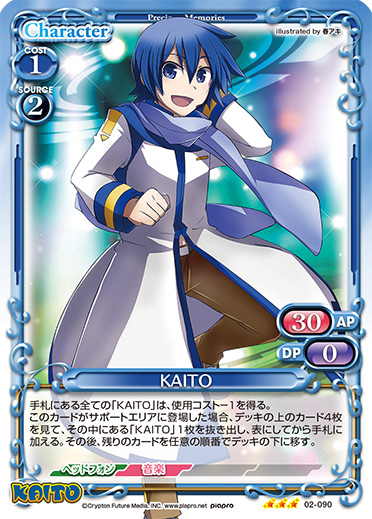 Precious Memories
Character
illustrated by 春アキ
COST
1
SOURCE
2
30 AP
DP 0
KAITO
手札にある全ての「KAITO」は、使用コストー1を得る。
このカードがサポートエリアに登場した場合、デッキの上のカード4枚
を見て、その中にある「KAITO」1枚を抜き出し、表にしてから手札に
加える。その後、残りのカードを任意の順番でデッキの下に移す。
ヘッドフォン 音楽
KAITO
©Crypton Future Media, INC. www.piapro.net piapro
02-090